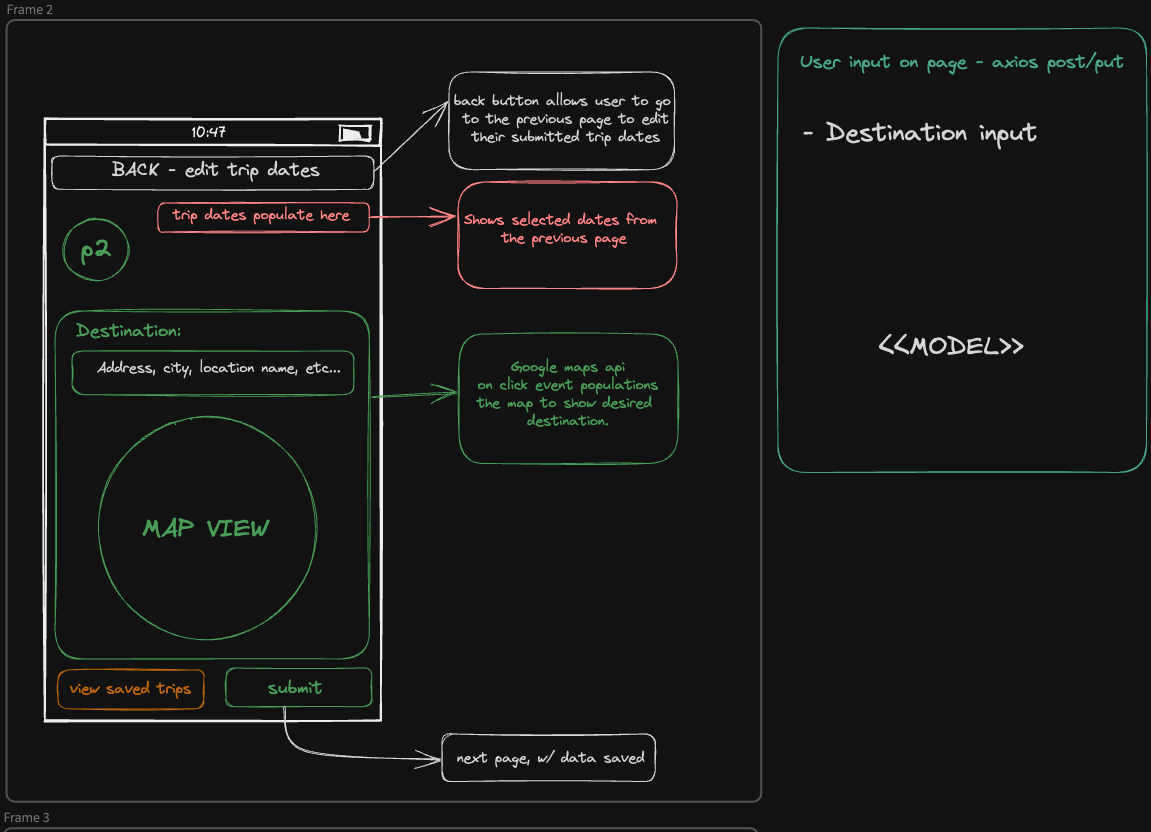 Frame 2
10:47
BACK - edit trip dates
back button allows user to go
to the previous page to edit
their submitted trip dates
trip dates populate here
Shows selected dates from
the previous page
p2
Destination:
Address, city, location name, etc...
Google maps api
on click event populations
the map to show desired
destination.
MAP VIEW
view saved trips
submit
next page, w/ data saved
User input on page - axios post/put
- Destination input
<<MODEL>>
Frame 3